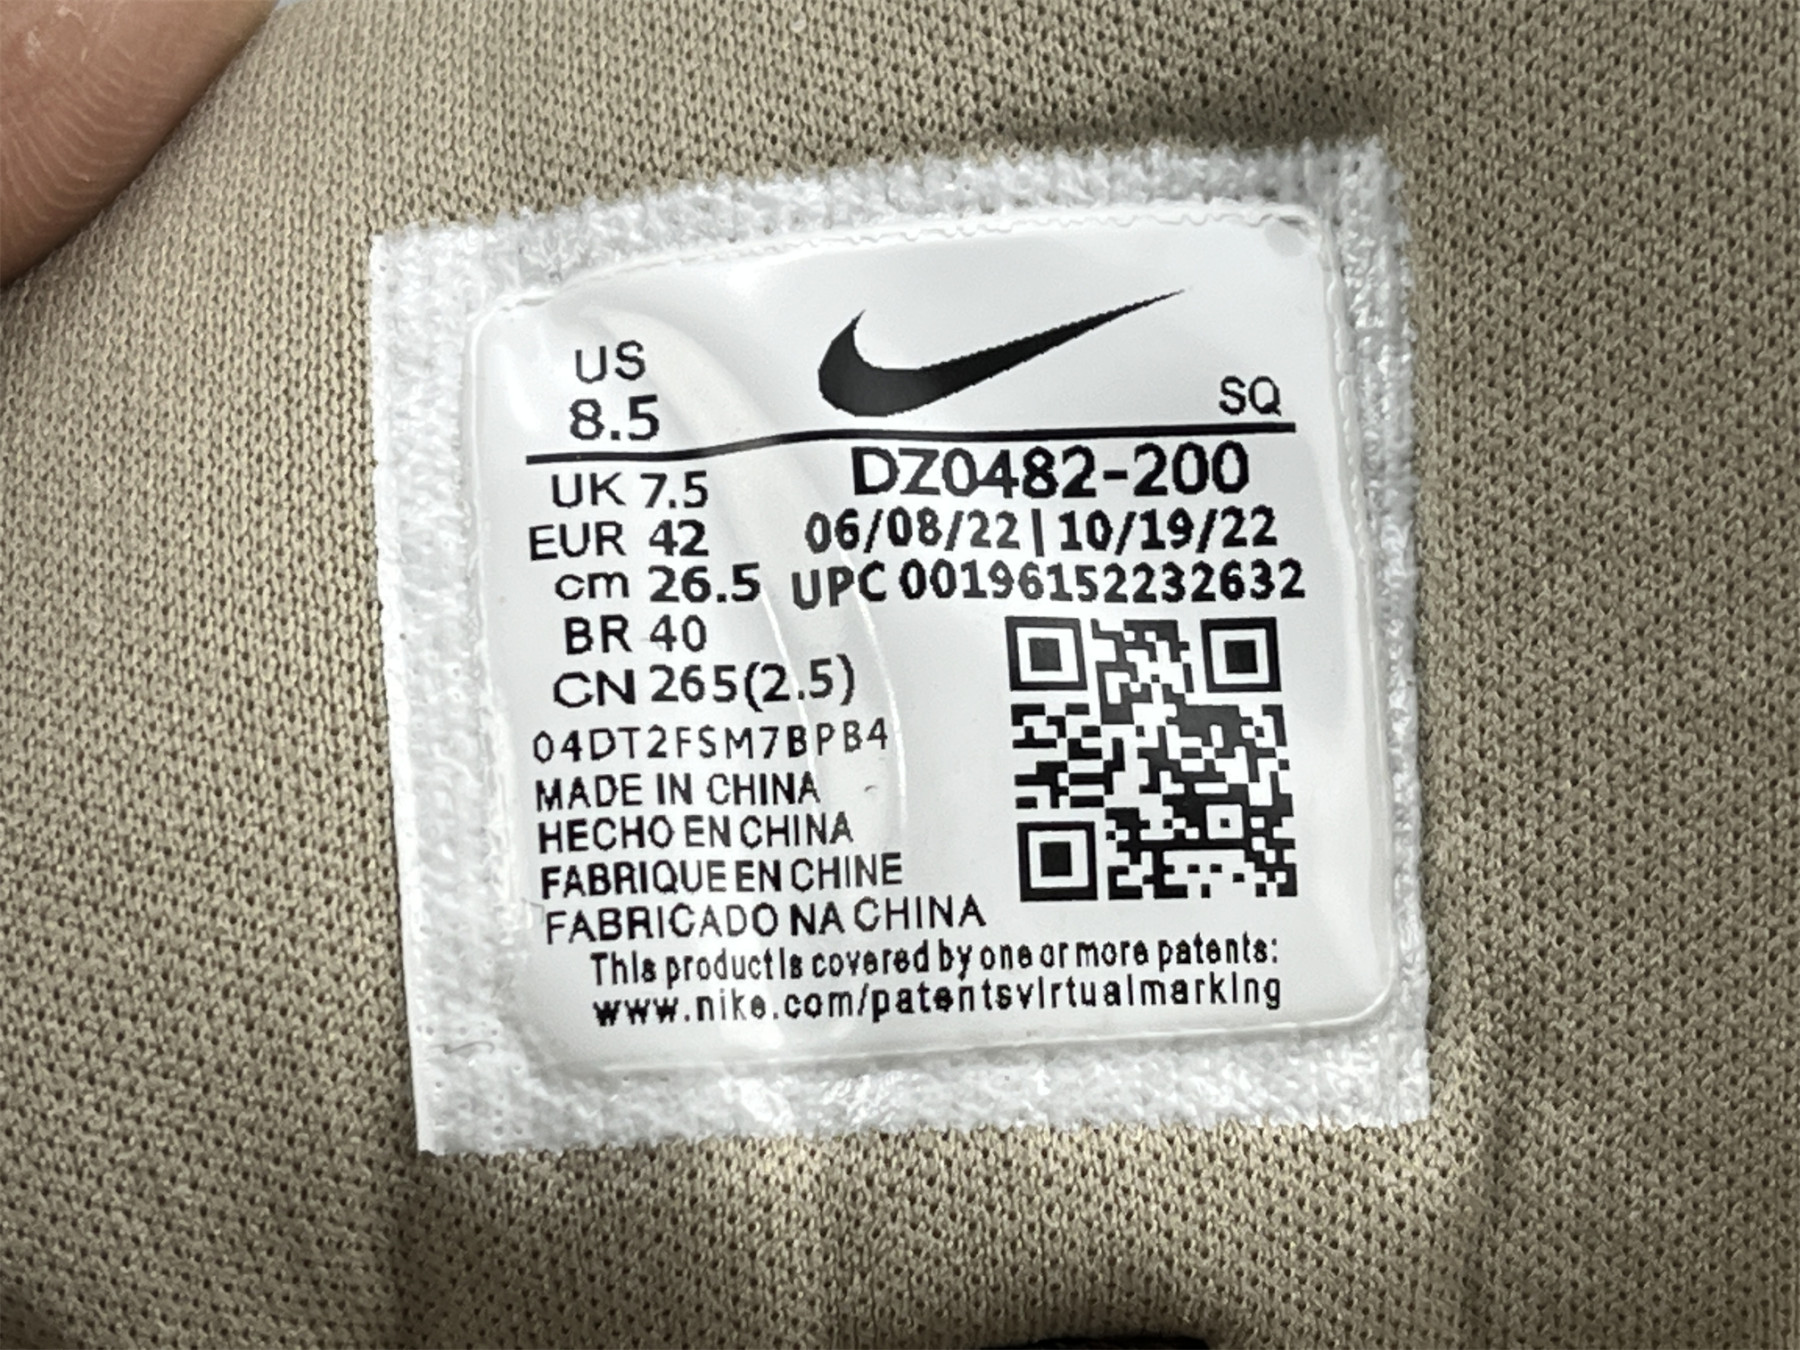 US
8.5
SQ
UK 7.5
EUR 42
cm 26.5
BR 40
CN 265(2.5)
DZ0482-200
06/08/22 | 10/19/22
UPC 00196152232632
04DT2FSM7BPB4
MADE IN CHINA
HECHO EN CHINA
FABRIQUE EN CHINE
FABRICADO NA CHINA
This product is covered by one or more patents:
www.nike.com/patentsvirtualmarking